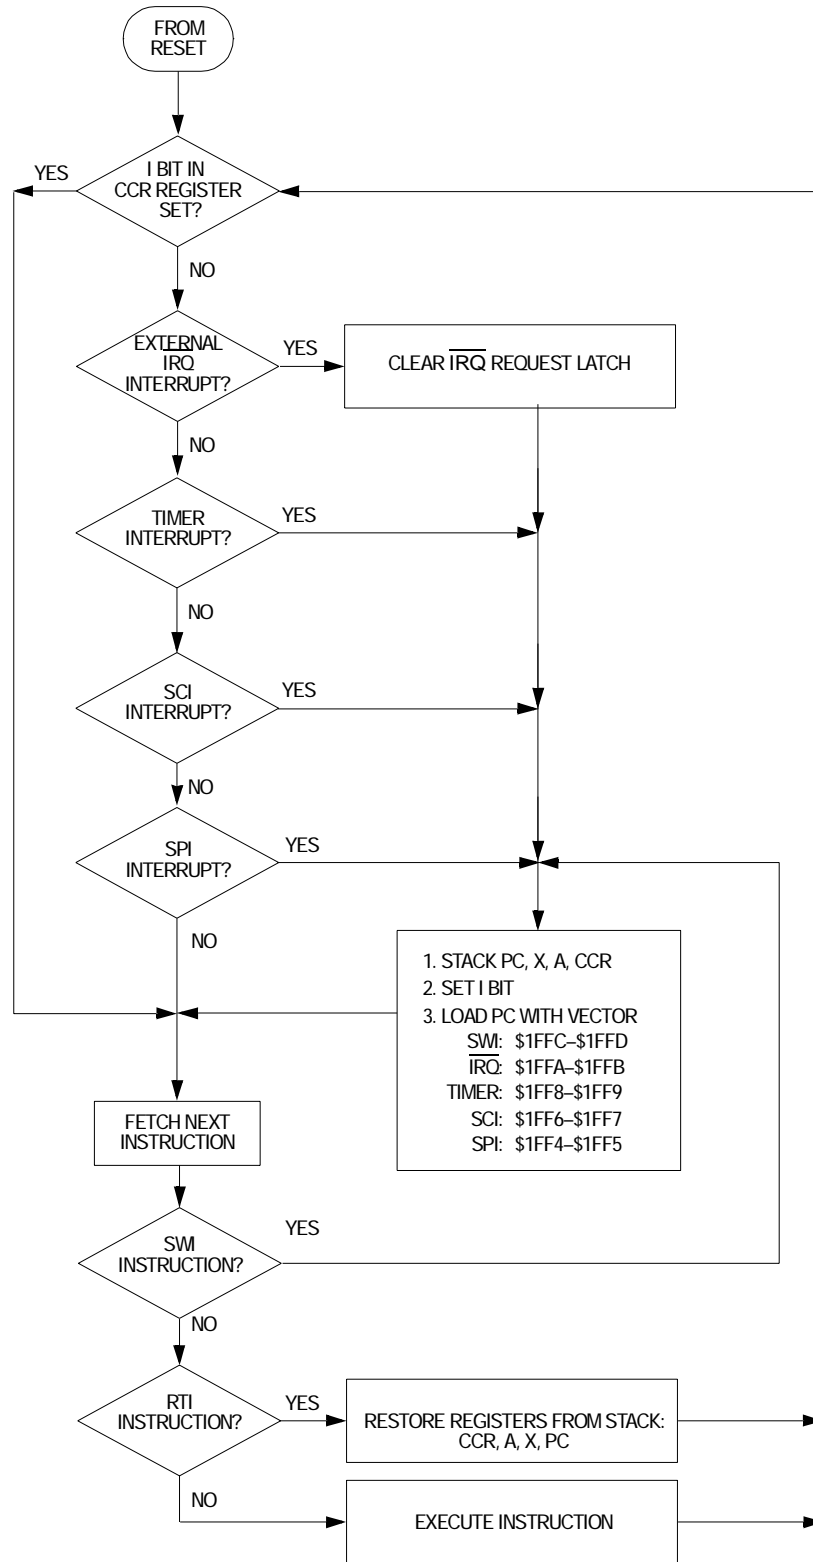 FROM
RESET
I BIT IN
YES
CCR REGISTER
SET?
NO
EXTERNAL
IRQ
INTERRUPT?
YES
CLEAR IRQ REQUEST LATCH
NO
TIMER
INTERRUPT?
YES
NO
SCI
INTERRUPT?
YES
NO
SPI
INTERRUPT?
YES
NO
1. STACK PC, X, A, CCR
2. SET I BIT
3. LOAD PC WITH VECTOR
SWI: $1FFC–$1FFD
IRQ: $1FFA–$1FFB
TIMER: $1FF8–$1FF9
SCI: $1FF6–$1FF7
SPI: $1FF4–$1FF5
FETCH NEXT
INSTRUCTION
SWI
INSTRUCTION?
YES
NO
RTI
INSTRUCTION?
YES
RESTORE REGISTERS FROM STACK:
CCR, A, X, PC
NO
EXECUTE INSTRUCTION